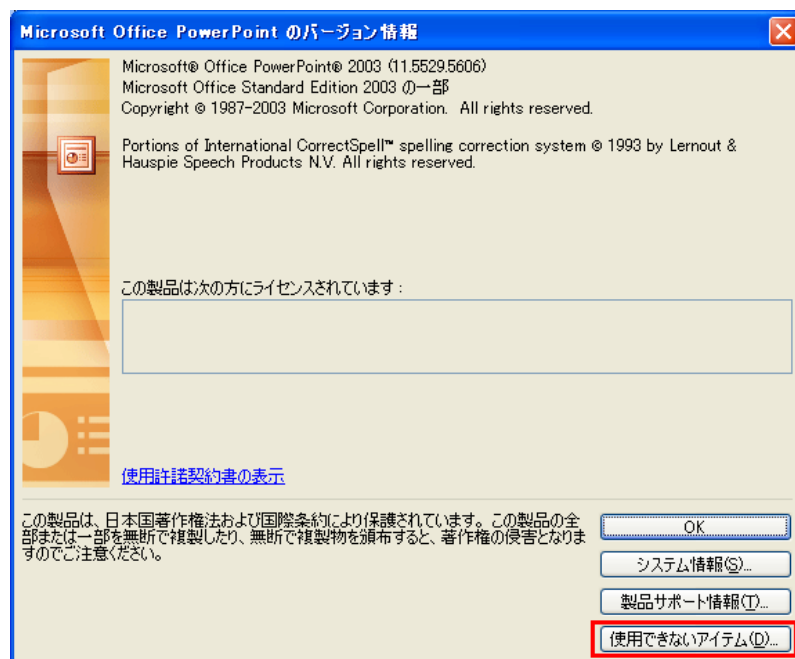 Microsoft Office PowerPoint のバージョン情報
Microsoft® Office PowerPoint® 2003 (11.5529.5606)
Microsoft Office Standard Edition 2003 の一部
Copyright © 1987-2003 Microsoft Corporation. All rights reserved.
Portions of International CorrectSpell™ spelling correction system © 1993 by Lernout &
Hauspie Speech Products N.V. All rights reserved.
この製品は次の方にライセンスされています:
使用許諾契約書の表示
この製品は、日本国著作権法および国際条約により保護されています。この製品の全
部または一部を無断で複製したり、無断で複製物を頒布すると、著作権の侵害となりま
すのでご注意ください。
OK
システム情報(S)...
製品サポート情報(T)...
使用できないアイテム(D)...